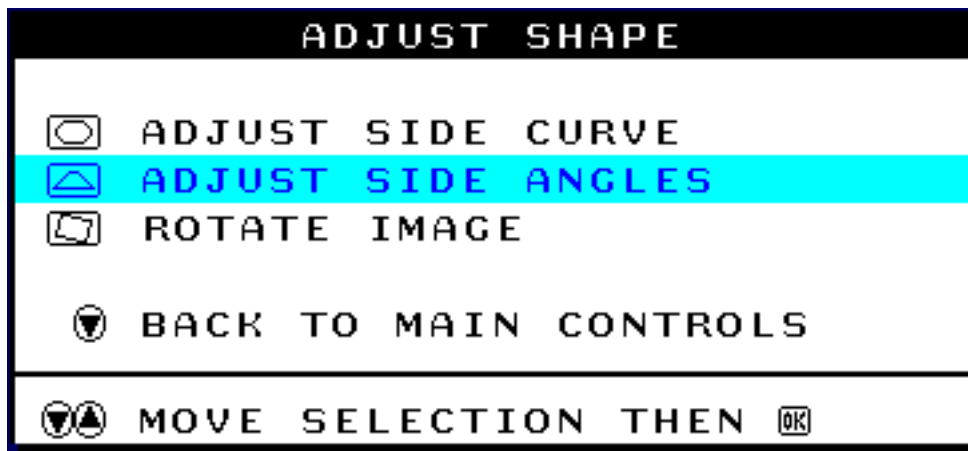 ADJUST SHAPE
ADJUST SIDE CURVE
ADJUST SIDE ANGLES
ROTATE IMAGE
BACK TO MAIN CONTROLS
MOVE SELECTION THEN OK